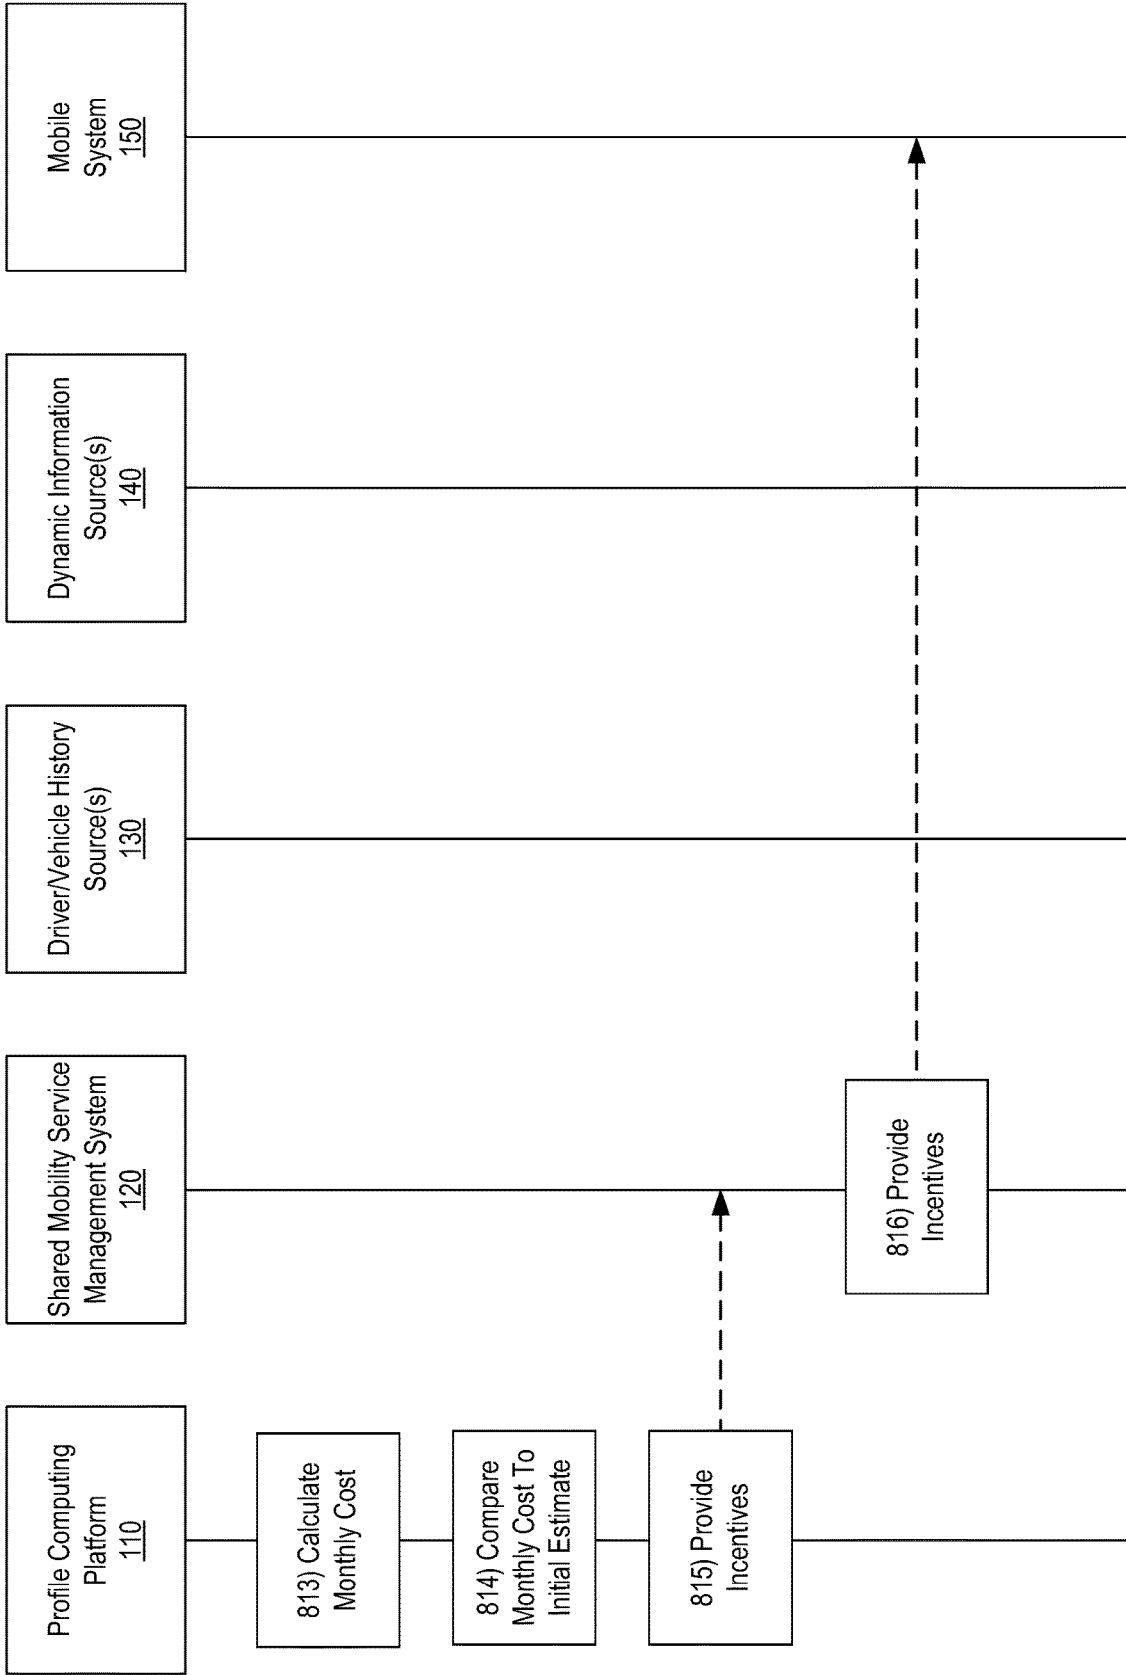 Profile Computing
Platform
110
Shared Mobility Service
Management System
120
Driver/Vehicle History
Source(s)
130
Dynamic Information
Source(s)
140
Mobile
System
150
813) Calculate
Monthly Cost
814) Compare
Monthly Cost To
Initial Estimate
815) Provide
Incentives
816) Provide
Incentives